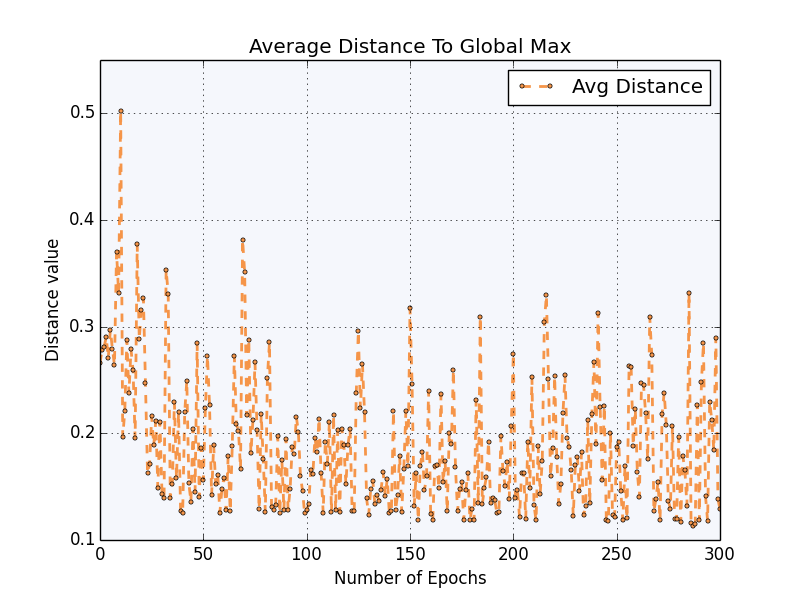 Average Distance To Global Max
Avg Distance
Distance value
0.5
0.4
0.3
0.2
0.1
0 50 100 150 200 250 300
Number of Epochs